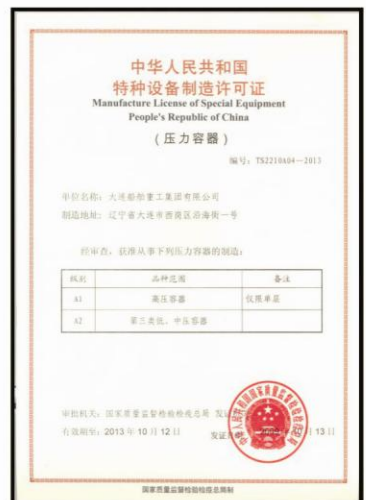 中华人民共和国
特种设备制造许可证
Manufacture License of Special Equipment
People's Republic of China
(压力容器)
编号: TS2210A04—2013
单位名称: 大连船舶重工集团有限公司
制造地址: 辽宁省大连市西岗区沿海街一号
经审查, 获准从事下列压力容器的制造:
级别 品种范围 备注
A1 高压容器 仅限单层
A2 第三类低、中压容器
审批机关: 国家质量监督检验检疫总局 发证
有效期至: 2013 年 10 月 12 日 发证 13 日
国家质量监督检验检疫总局制